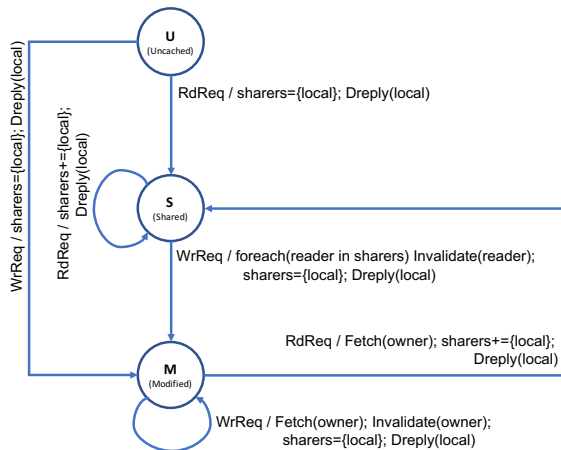 U
(Uncached)
RdReq / sharers={local}; Dreply(local)
WrReq / sharers={local}; Dreply(local)
RdReq / sharers+={local};
Dreply(local)
S
(Shared)
WrReq / foreach(reader in sharers) Invalidate(reader);
sharers={local}; Dreply(local)
RdReq / Fetch(owner); sharers+={local};
Dreply(local)
M
(Modified)
WrReq / Fetch(owner); Invalidate(owner);
sharers={local}; Dreply(local)